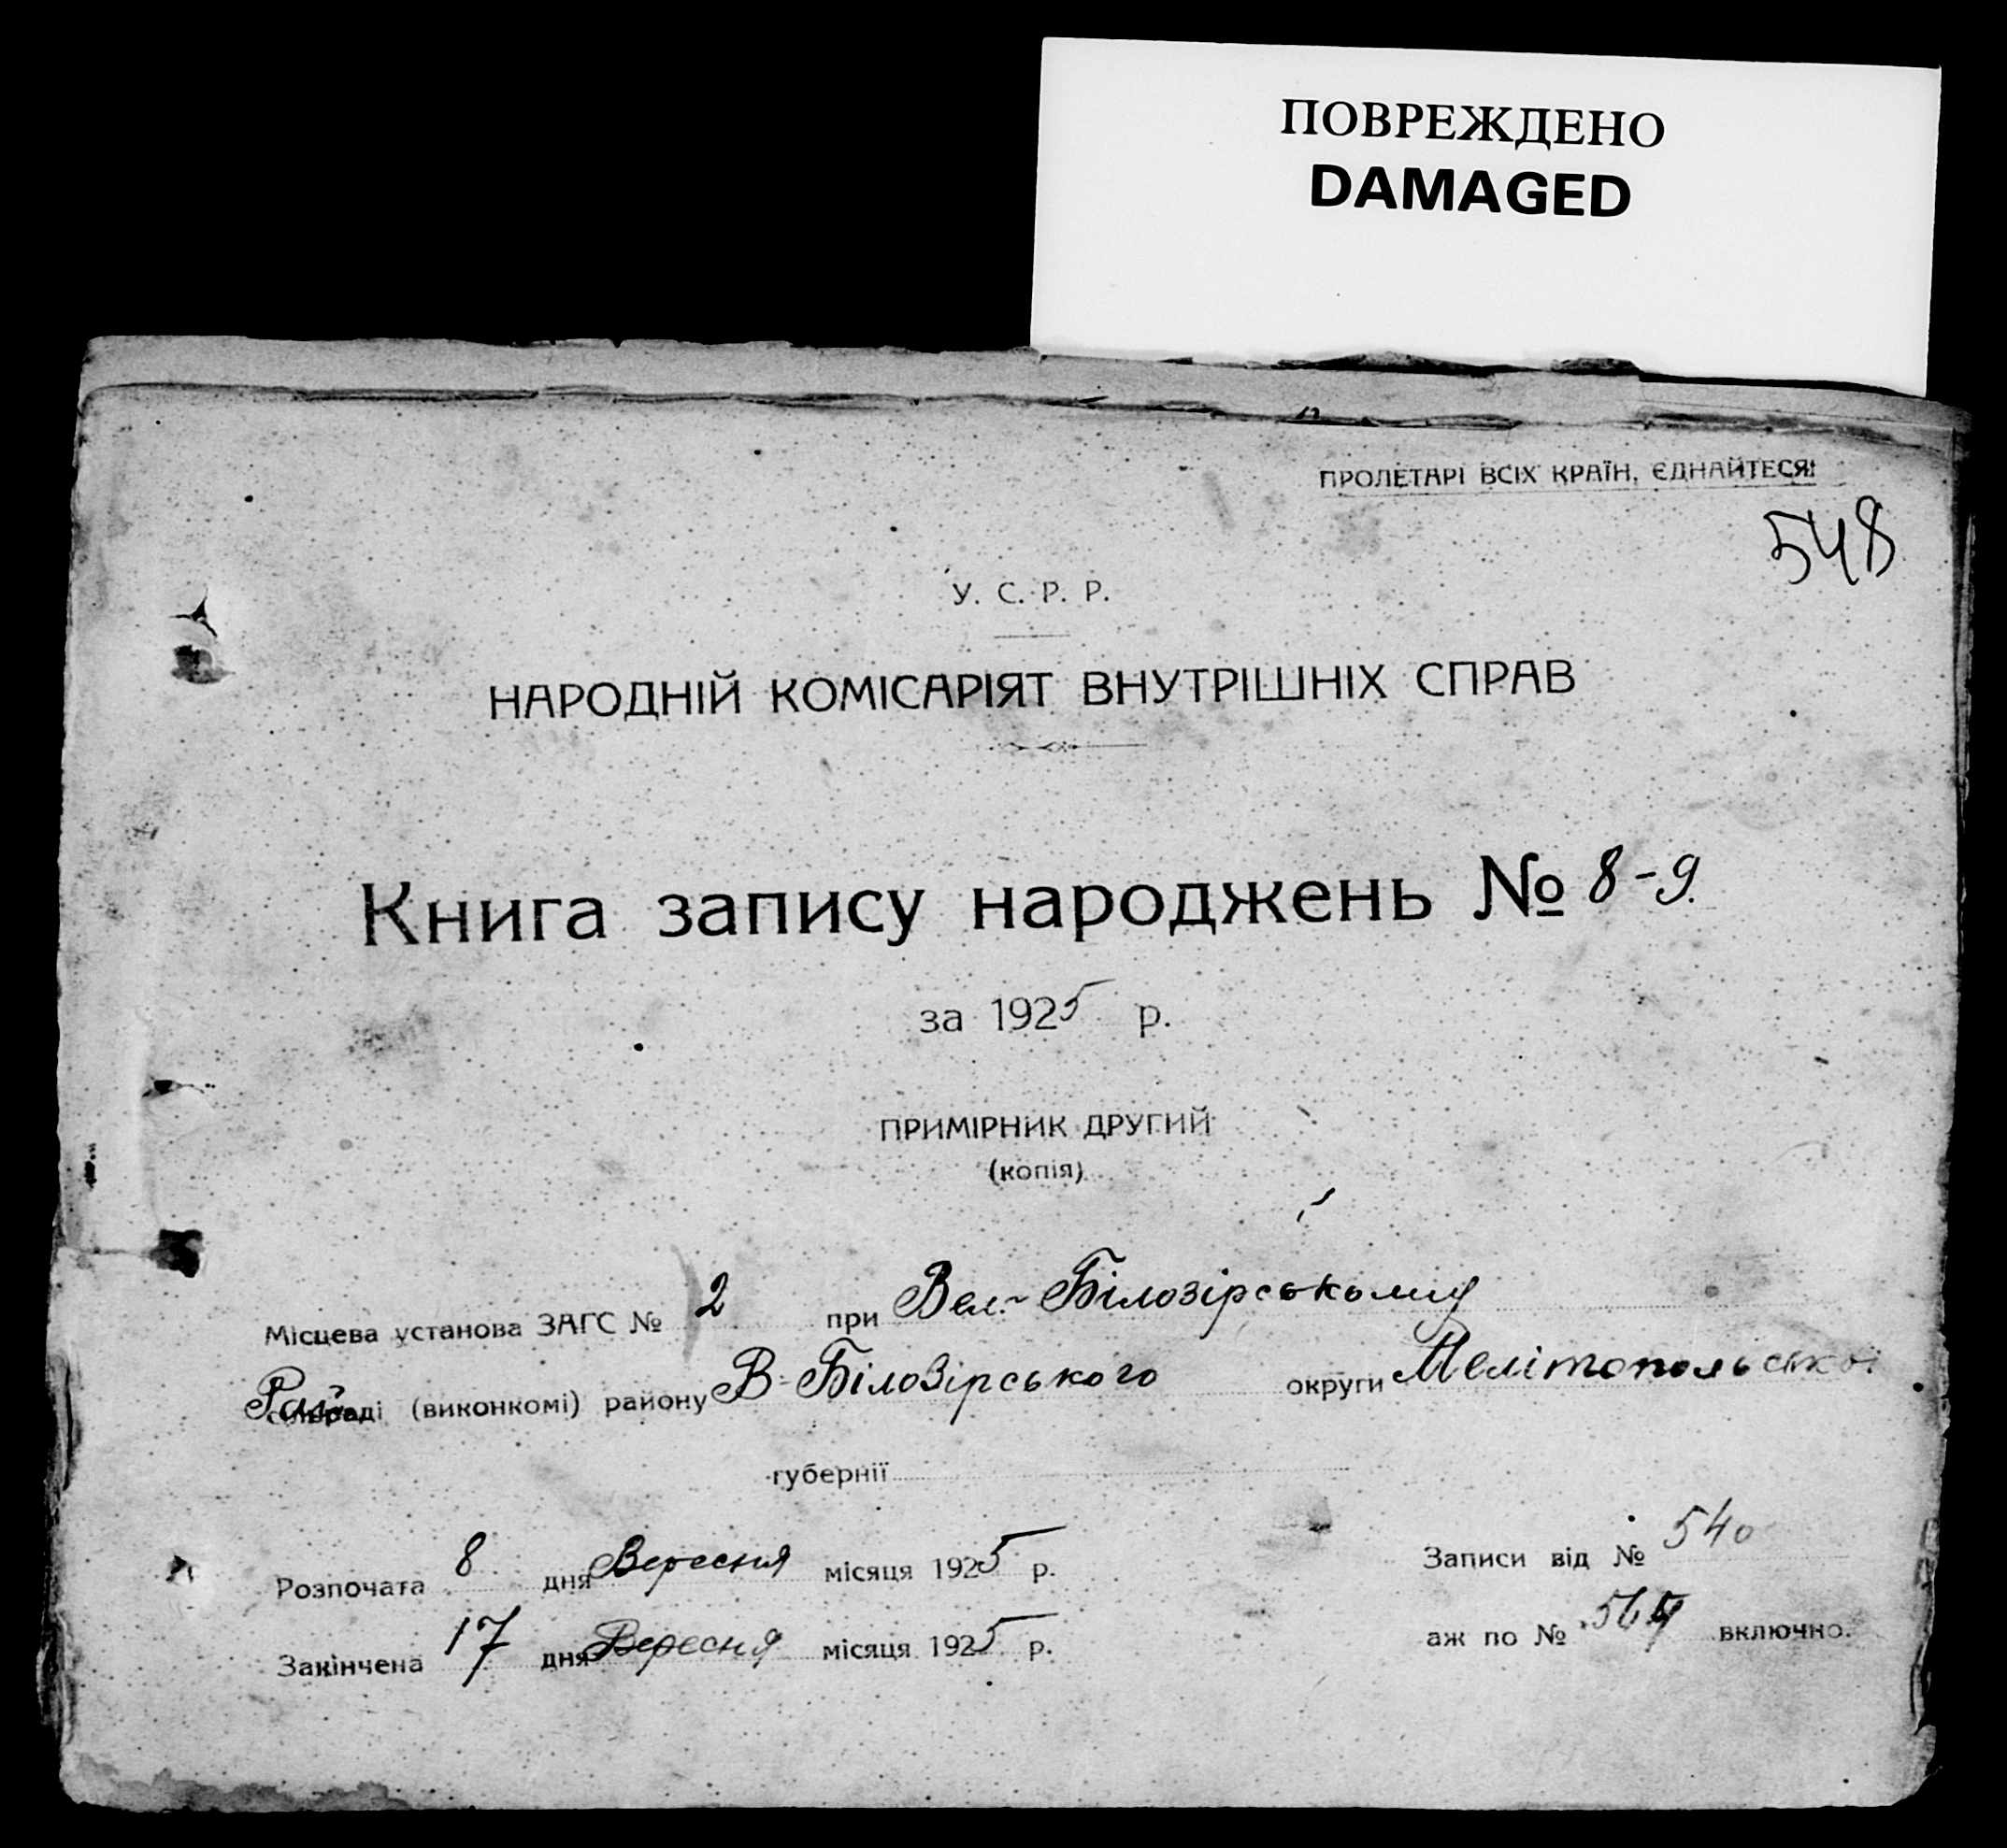 ПОВРЕЖДЕНО
DAMAGED
ПРОЛЕТАРІ ВСІХ КРАЇН, ЄДНАЙТЕСЯ!
548
У. С. Р. Р.
НАРОДНІЙ КОМІСАРІЯТ ВНУТРІШНІХ СПРАВ
Книга запису народжень № 8-9.
за 1925 р.
ПРИМІРНИК ДРУГИЙ
(копія)
Місцева установа ЗАГС № 2 при Вел.- Білозірському
Рай (виконкомі) району В-Білозірського округи Мелітопольської
губернії
Розпочата 8 дня Вересня місяця 1925 р.
Записи від № 540
Закінчена 17 дня Вересня місяця 1925 р.
аж по № включно.